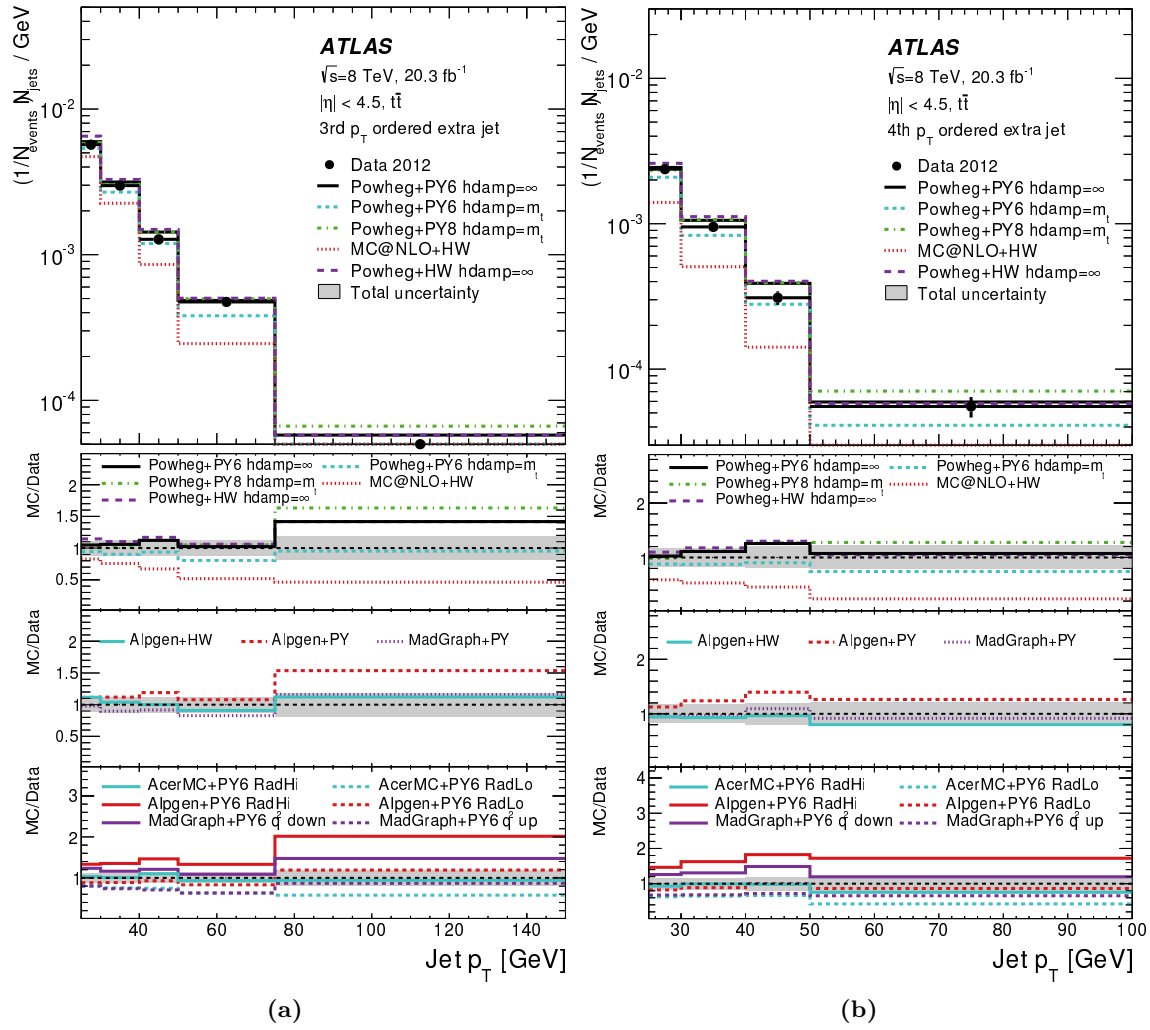 ATLAS
√s=8 TeV, 20.3 fb⁻¹
|η| < 4.5, tt̄
3rd p_T ordered extra jet
Data 2012
Powheg+PY6 hdamp=∞
Powheg+PY6 hdamp=m_t
Powheg+PY8 hdamp=m_t
MC@NLO+HW
Powheg+HW hdamp=∞
Total uncertainty
(1/N_events) N_jets / GeV
10⁻²
10⁻³
10⁻⁴
MC/Data
Powheg+PY6 hdamp=∞ Powheg+PY6 hdamp=m_t
Powheg+PY8 hdamp=m_t MC@NLO+HW
Powheg+HW hdamp=∞
2
1.5
1
0.5
MC/Data
Alpgen+HW Alpgen+PY MadGraph+PY
2
1.5
1
0.5
MC/Data
AcerMC+PY6 RadHi AcerMC+PY6 RadLo
Alpgen+PY6 RadHi Alpgen+PY6 RadLo
MadGraph+PY6 q² down MadGraph+PY6 q² up
3
2
1
40 60 80 100 120 140
Jet p_T [GeV]
(a)
ATLAS
√s=8 TeV, 20.3 fb⁻¹
|η| < 4.5, tt̄
4th p_T ordered extra jet
Data 2012
Powheg+PY6 hdamp=∞
Powheg+PY6 hdamp=m_t
Powheg+PY8 hdamp=m_t
MC@NLO+HW
Powheg+HW hdamp=∞
Total uncertainty
(1/N_events) N_jets / GeV
10⁻²
10⁻³
10⁻⁴
MC/Data
Powheg+PY6 hdamp=∞ Powheg+PY6 hdamp=m_t
Powheg+PY8 hdamp=m_t MC@NLO+HW
Powheg+HW hdamp=∞
2
1
MC/Data
Alpgen+HW Alpgen+PY MadGraph+PY
2
1
MC/Data
AcerMC+PY6 RadHi AcerMC+PY6 RadLo
Alpgen+PY6 RadHi Alpgen+PY6 RadLo
MadGraph+PY6 q² down MadGraph+PY6 q² up
4
3
2
1
30 40 50 60 70 80 90 100
Jet p_T [GeV]
(b)